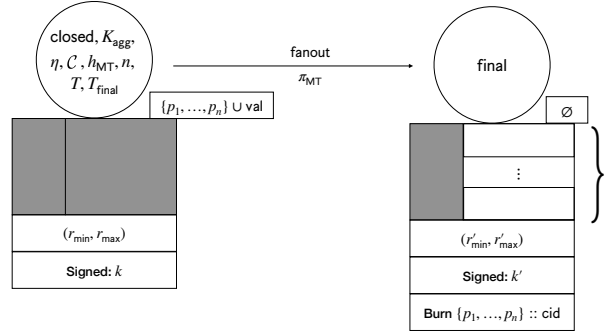 closed, K_agg,
η, 𝒞, h_MT, n,
T, T_final
{p_1, …, p_n} ∪ val
(r_min, r_max)
Signed: k
fanout
π_MT
final
∅
⋮
(r′_min, r′_max)
Signed: k′
Burn {p_1, …, p_n} :: cid